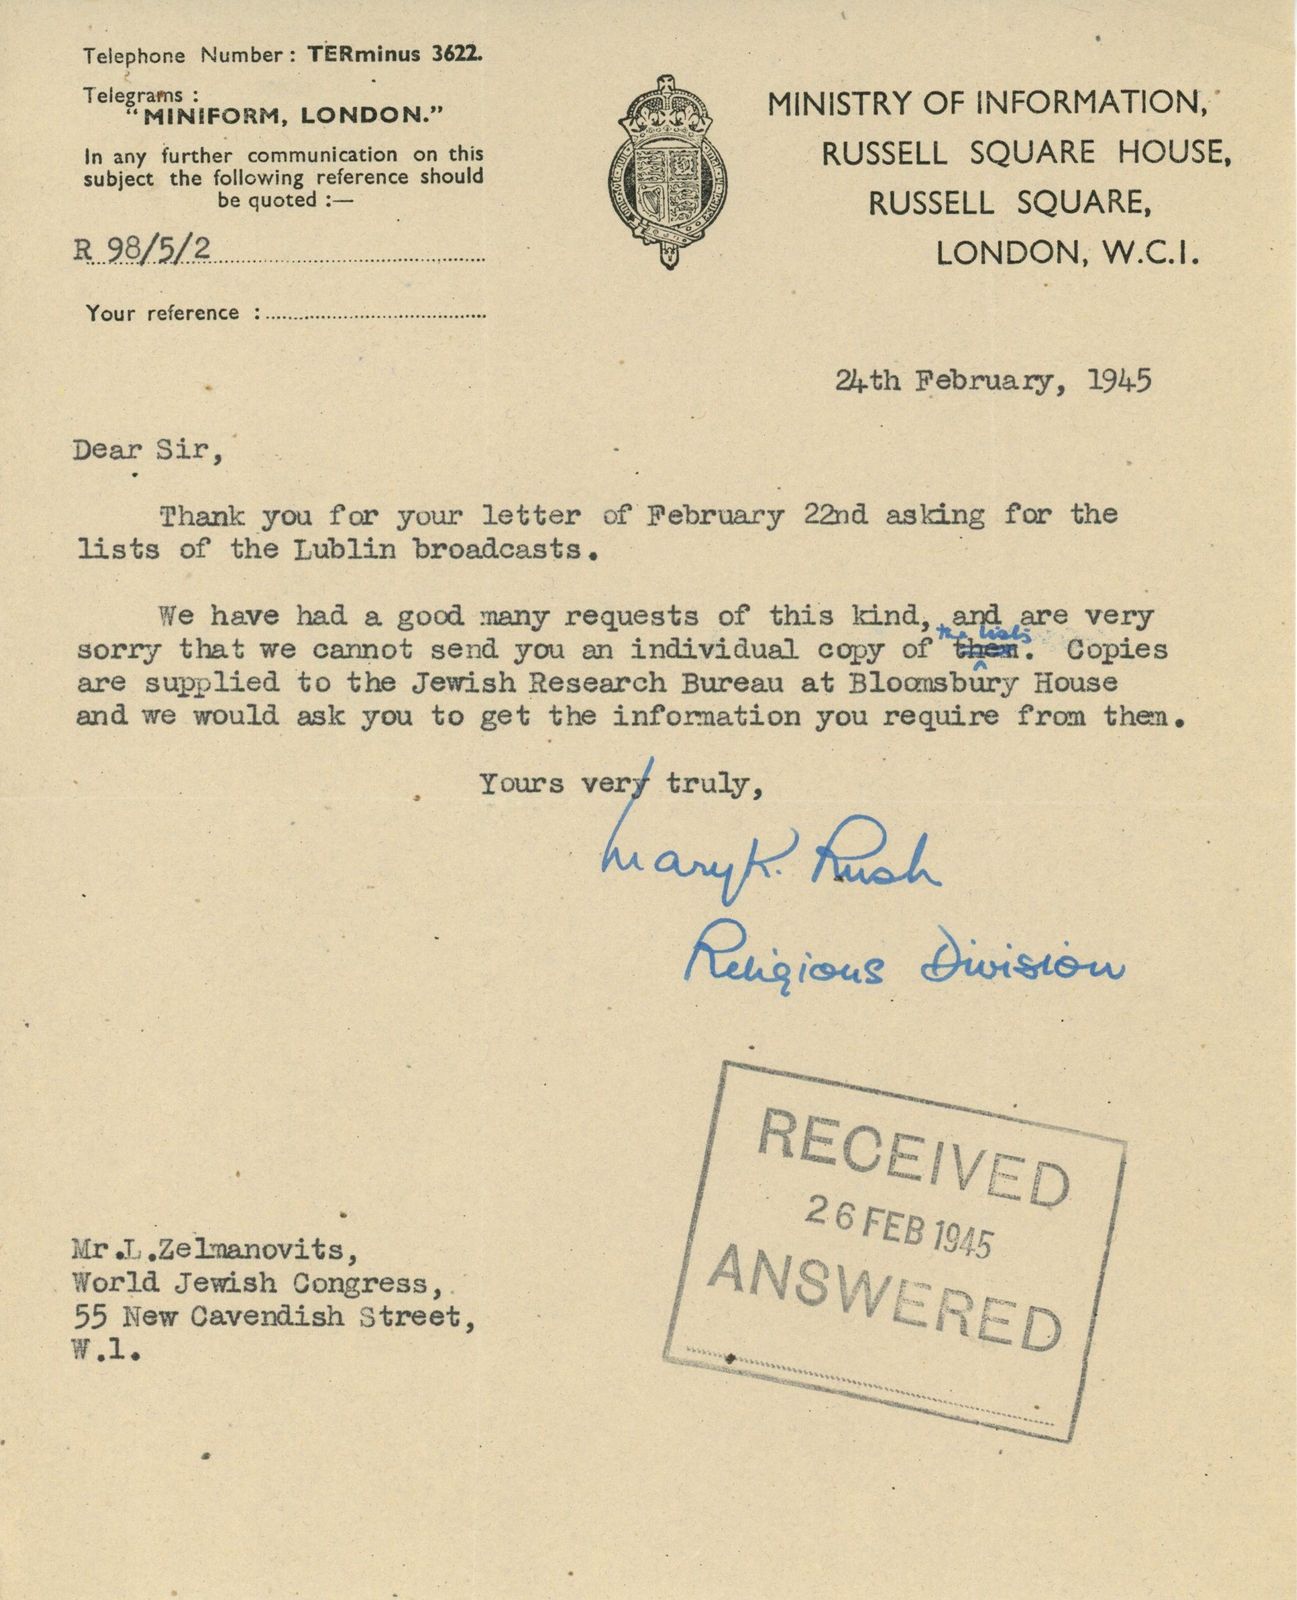 Telephone Number : TERminus 3622.
Telegrams :
"MINIFORM, LONDON."
In any further communication on this
subject the following reference should
be quoted :—
R 98/5/2
Your reference :
MINISTRY OF INFORMATION,
RUSSELL SQUARE HOUSE,
RUSSELL SQUARE,
LONDON, W.C.1.
24th February, 1945
Dear Sir,
Thank you for your letter of February 22nd asking for the
lists of the Lublin broadcasts.
We have had a good many requests of this kind, and are very
the lists
sorry that we cannot send you an individual copy of them. Copies
are supplied to the Jewish Research Bureau at Bloomsbury House
and we would ask you to get the information you require from them.
Yours very truly,
Mary K. Rush
Religious Division
RECEIVED
26 FEB 1945
ANSWERED
Mr.L.Zelmanovits,
World Jewish Congress,
55 New Cavendish Street,
W.1.